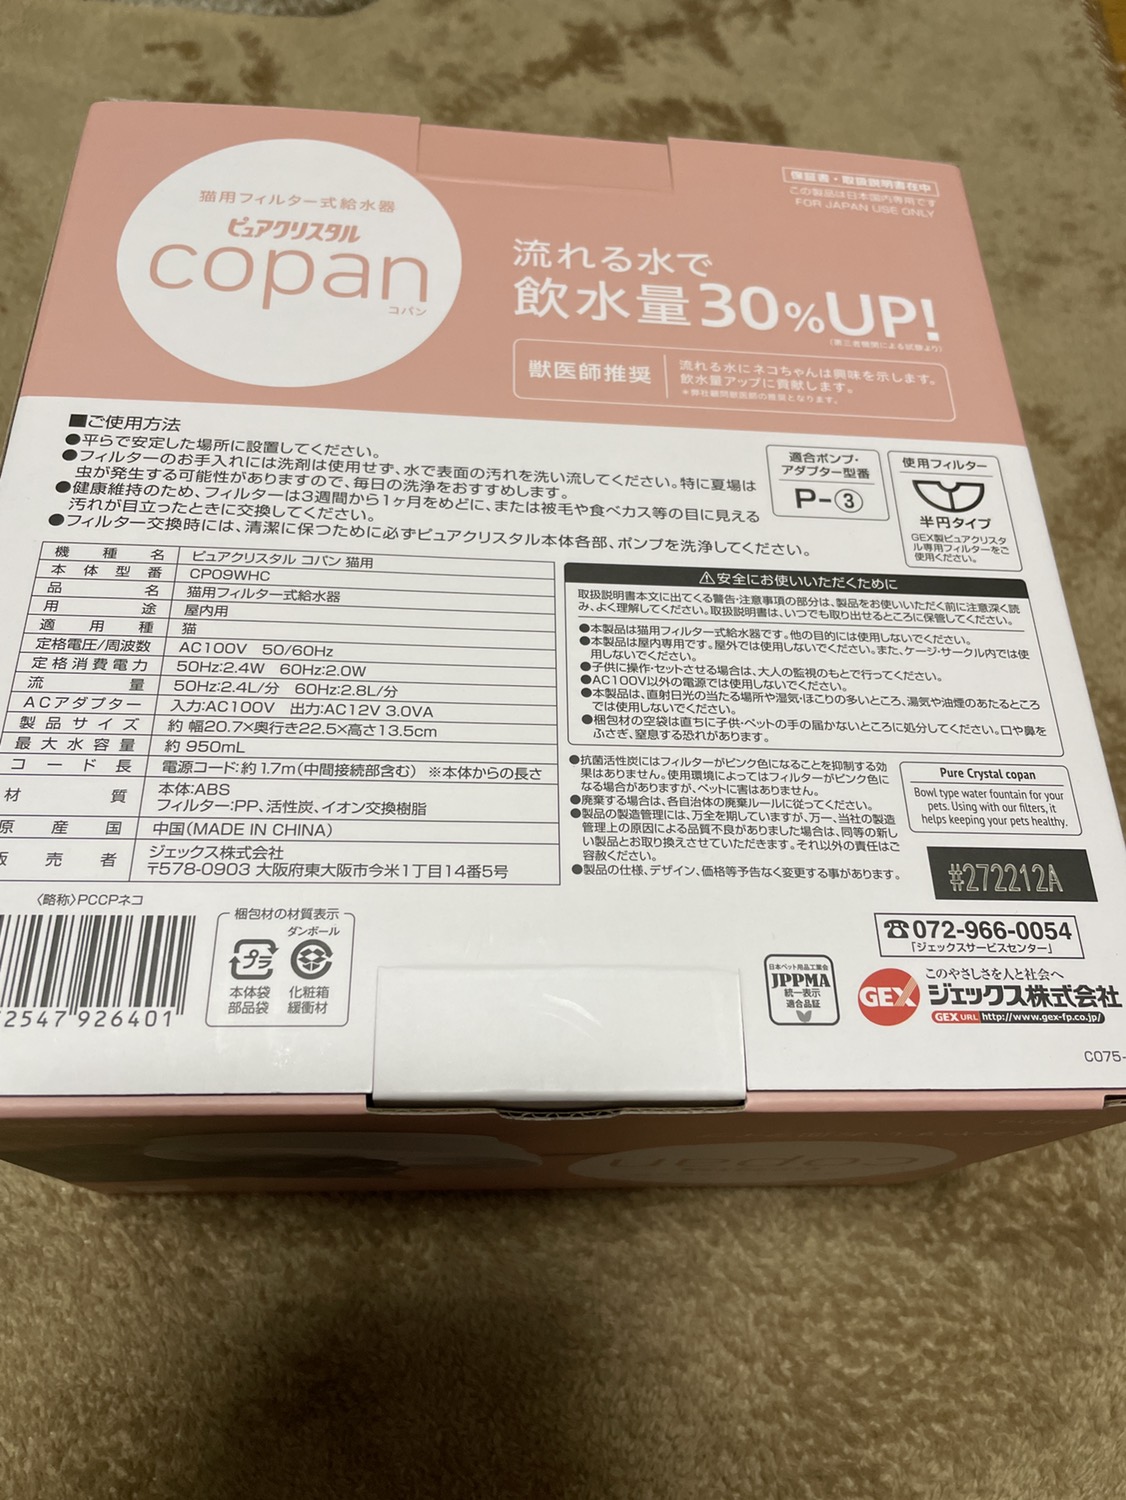 猫用フィルター式給水器
ピュアクリスタル
copan
コパン
保証書・取扱説明書在中
この製品は日本国内専用です
FOR JAPAN USE ONLY
流れる水で
飲水量30%UP!
(第三者機関による試験より)
獣医師推奨
流れる水にネコちゃんは興味を示します。
飲水量アップに貢献します。
*弊社顧問獣医師の推奨となります。
■ご使用方法
●平らで安定した場所に設置してください。
●フィルターのお手入れには洗剤は使用せず、水で表面の汚れを洗い流してください。特に夏場は
虫が発生する可能性がありますので、毎日の洗浄をおすすめします。
●健康維持のため、フィルターは3週間から1ヶ月をめどに、または被毛や食べカス等の目に見える
汚れが目立ったときに交換してください。
●フィルター交換時には、清潔に保つために必ずピュアクリスタル本体各部、ポンプを洗浄してください。
適合ポンプ・
アダプター型番
P-③
使用フィルター
半円タイプ
GEX製ピュアクリスタ
ル専用フィルターをご
使用ください。
機種名 ピュアクリスタル コパン 猫用
本体型番 CP09WHC
品名 猫用フィルター式給水器
用途 屋内用
適用種 猫
定格電圧/周波数 AC100V 50/60Hz
定格消費電力 50Hz:2.4W 60Hz:2.0W
流量 50Hz:2.4L/分 60Hz:2.8L/分
ACアダプター 入力:AC100V 出力:AC12V 3.0VA
製品サイズ 約 幅20.7×奥行き22.5×高さ13.5cm
最大水容量 約 950mL
コード長 電源コード:約1.7m(中間接続部含む) ※本体からの長さ
材質 本体:ABS
フィルター:PP、活性炭、イオン交換樹脂
原産国 中国(MADE IN CHINA)
販売者 ジェックス株式会社
〒578-0903 大阪府東大阪市今米1丁目14番5号
⚠安全にお使いいただくために
取扱説明書本文に出てくる警告・注意事項の部分は、製品をお使いいただく前に注意深く読
み、よく理解してください。取扱説明書は、いつでも取り出せるところに保管してください。
●本製品は猫用フィルター式給水器です。他の目的には使用しないでください。
●本製品は屋内専用です。屋外では使用しないでください。また、ケージ・サークル内では使
用しないでください。
●子供に操作・セットさせる場合は、大人の監視のもとで行ってください。
●AC100V以外の電源では使用しないでください。
●本製品は、直射日光の当たる場所や湿気・ほこりの多いところ、湯気や油煙のあたるところ
では使用しないでください。
●梱包材の空袋は直ちに子供・ペットの手の届かないところに処分してください。口や鼻を
ふさぎ、窒息する恐れがあります。
●抗菌活性炭にはフィルターがピンク色になることを抑制する効
果はありません。使用環境によってはフィルターがピンク色に
なる場合がありますが、ペットに害はありません。
●廃棄する場合は、各自治体の廃棄ルールに従ってください。
●製品の製造管理には、万全を期していますが、万一、当社の製造
管理上の原因による品質不良がありました場合は、同等の新し
い製品とお取り換えさせていただきます。それ以外の責任はご
容赦ください。
●製品の仕様、デザイン、価格等予告なく変更する事があります。
Pure Crystal copan
Bowl type water fountain for your
pets. Using with our filters, it
helps keeping your pets healthy.
#272212A
☎072-966-0054
「ジェックスサービスセンター」
〈略称〉PCCPネコ
2547 926401
梱包材の材質表示
ダンボール
プラ
本体袋
部品袋
化粧箱
緩衝材
日本ペット用品工業会
JPPMA
統一表示
適合品証
GEX
このやさしさを人と社会へ
ジェックス株式会社
GEX URL http://www.gex-fp.co.jp/
C075-
copan